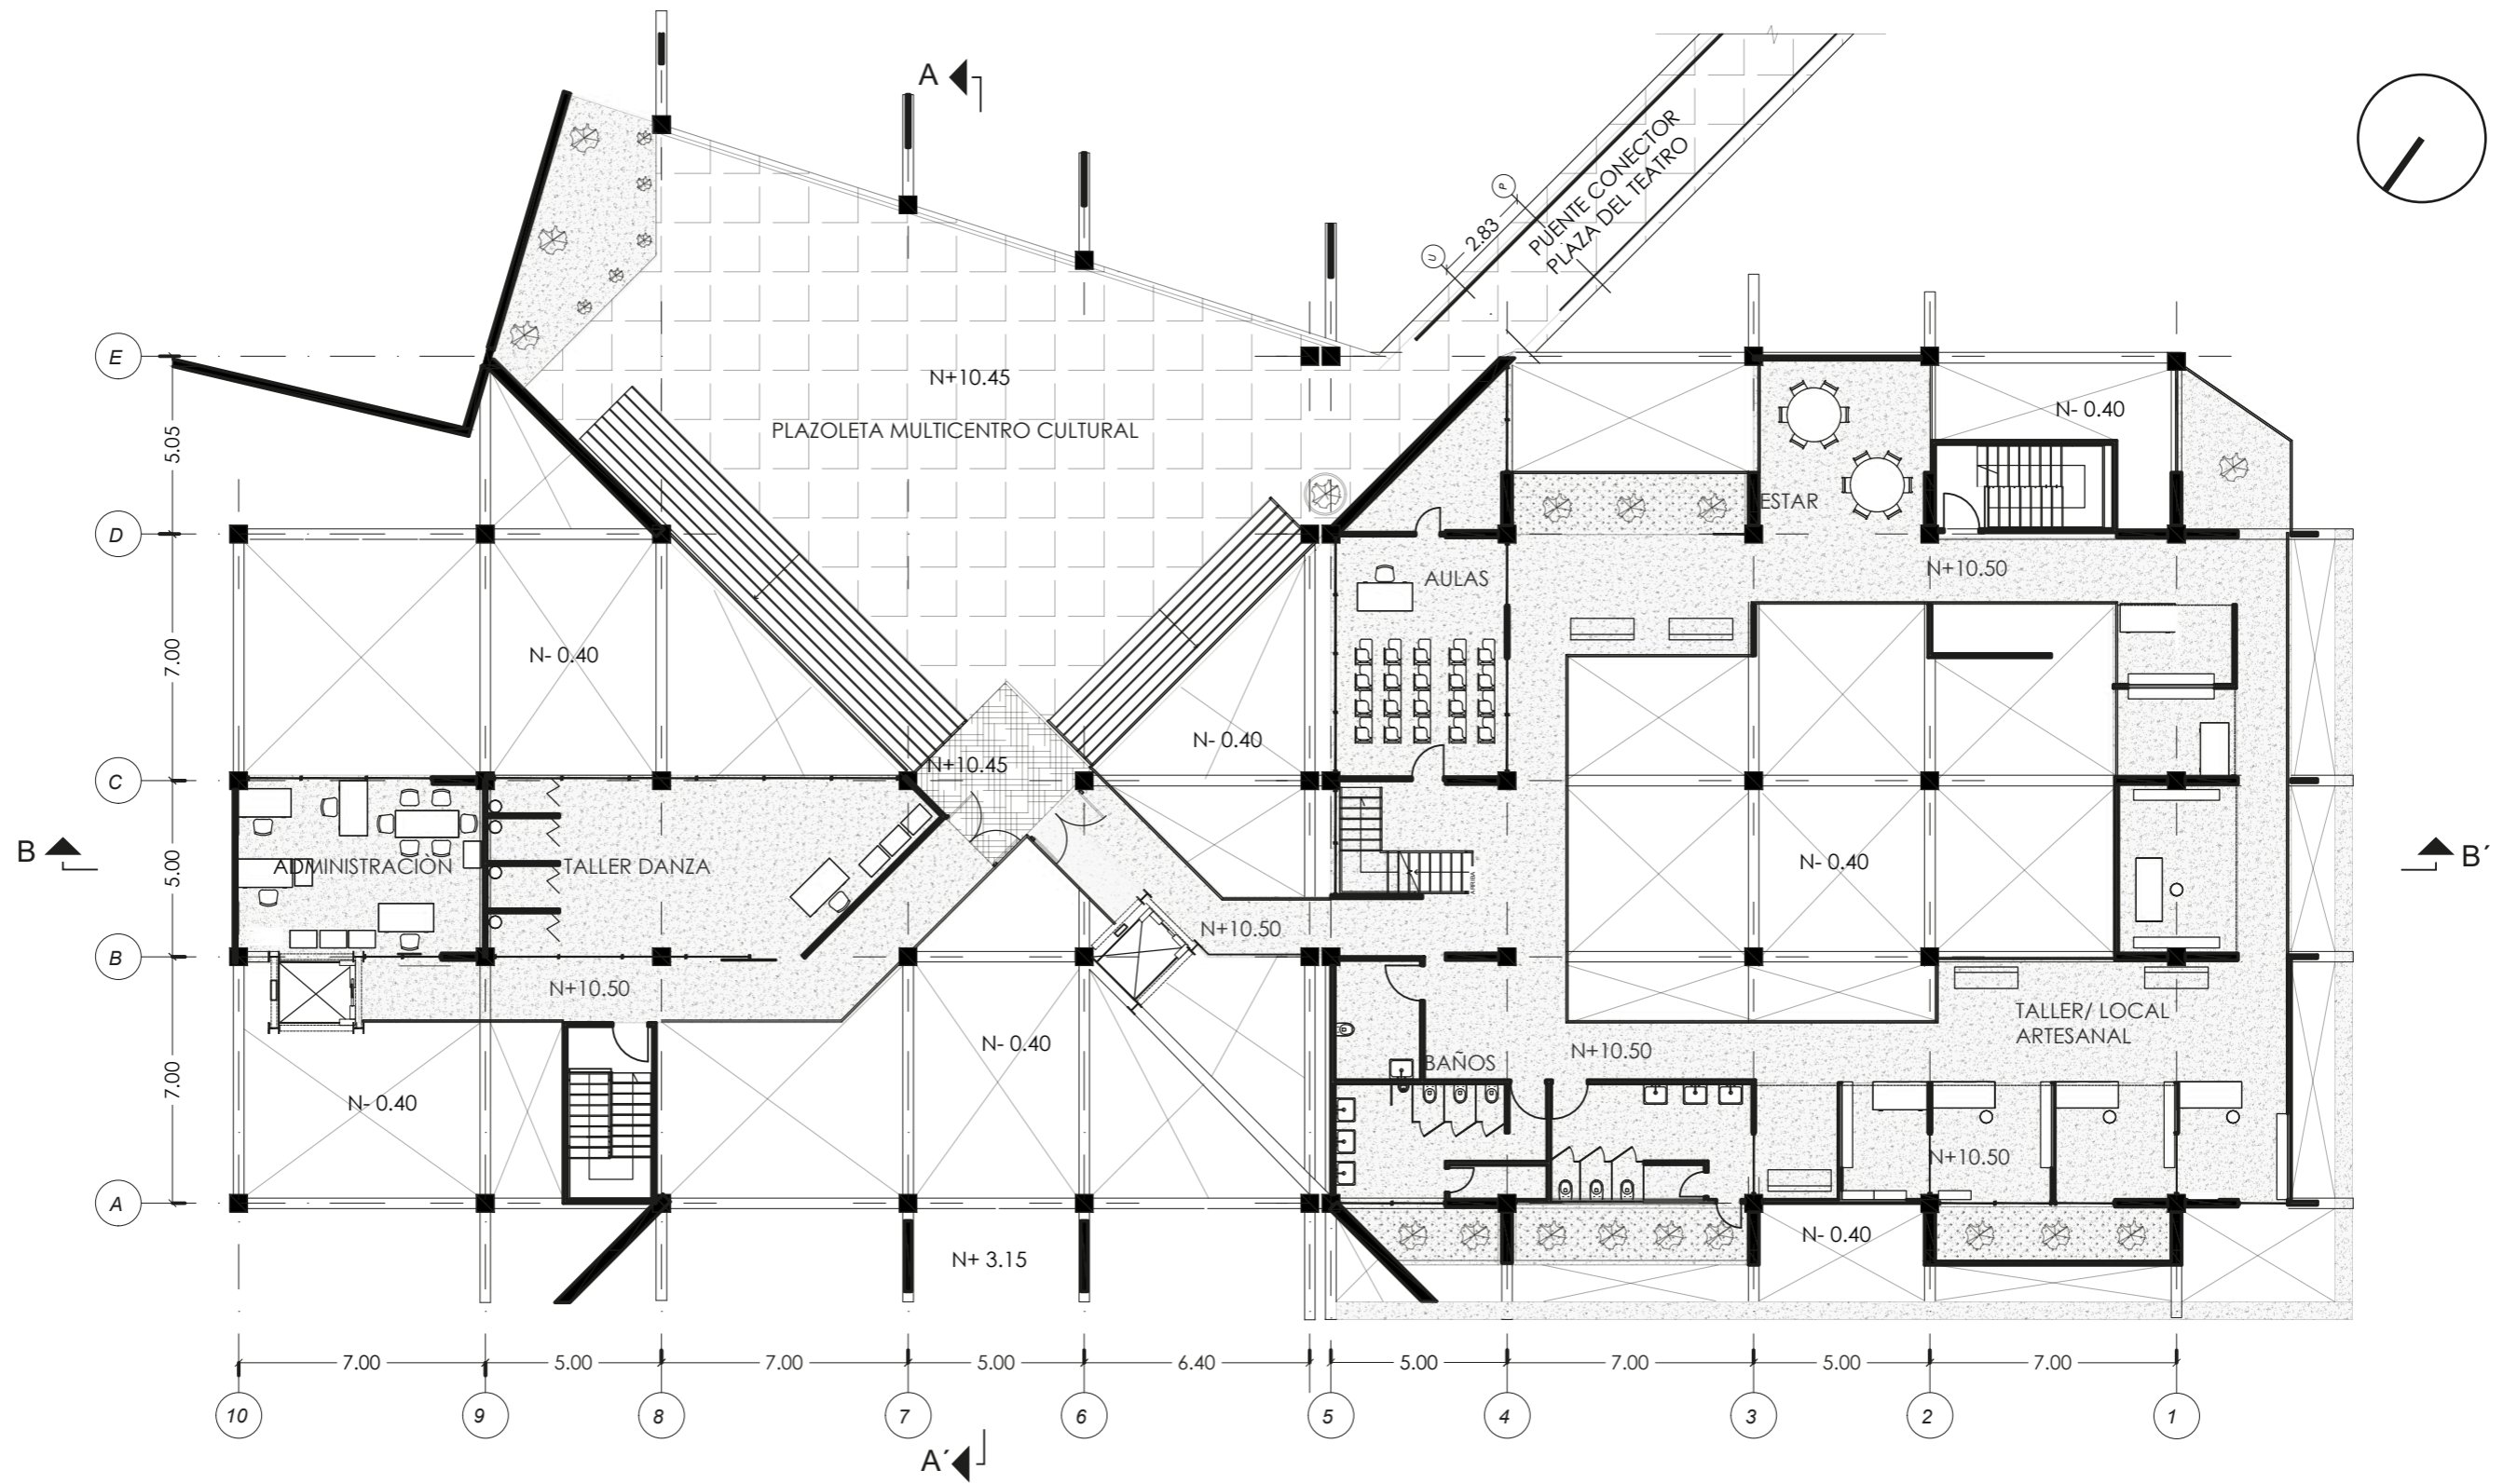 A
PUENTE CONECTOR
PLAZA DEL TEATRO
P
U
2.83
E
N+10.45
PLAZOLETA MULTICENTRO CULTURAL
N- 0.40
5.05
ESTAR
D
AULAS
N+10.50
7.00
N- 0.40
N- 0.40
N+10.45
C
B
ADMINISTRACIÒN
TALLER DANZA
5.00
N- 0.40
B´
ARRIBA
N+10.50
B
N+10.50
TALLER/ LOCAL
ARTESANAL
N- 0.40
N+10.50
BAÑOS
7.00
N- 0.40
N+10.50
A
N- 0.40
N+ 3.15
7.00
5.00
7.00
5.00
6.40
5.00
7.00
5.00
7.00
10
9
8
7
6
5
4
3
2
1
A´